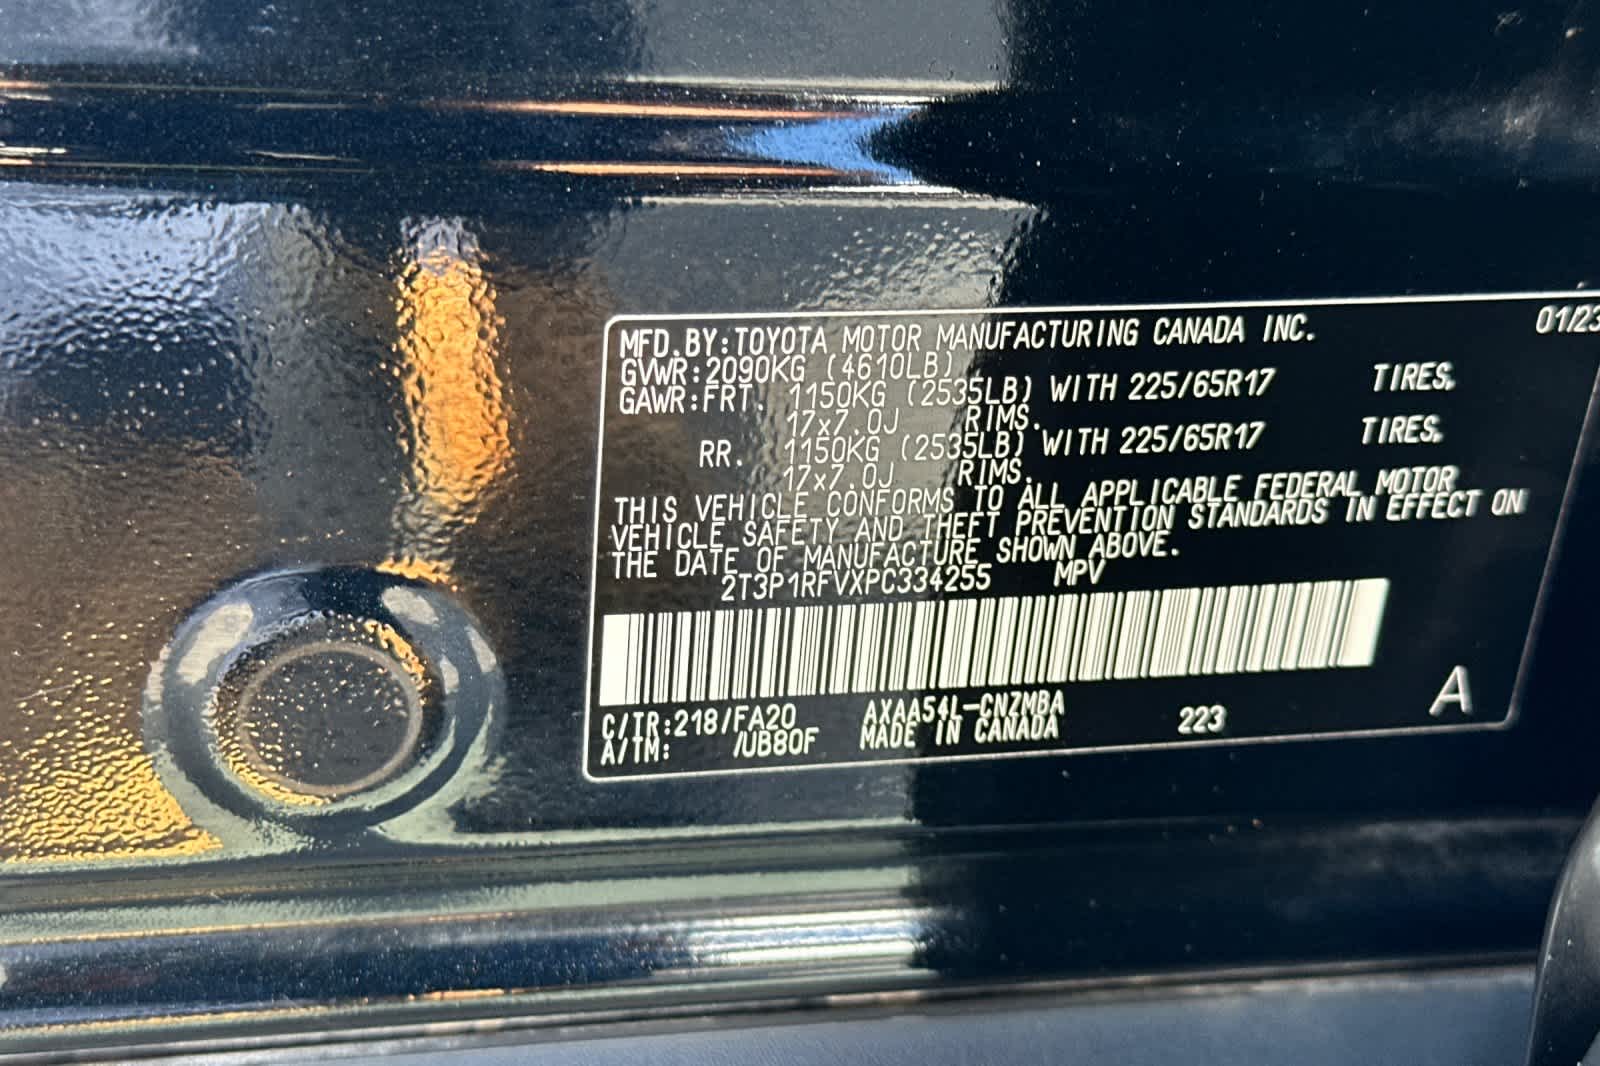 01/23
MFD.BY:TOYOTA MOTOR MANUFACTURING CANADA INC.
GVWR:2090KG (4610LB)
GAWR:FRT. 1150KG (2535LB) WITH 225/65R17 TIRES,
17x7.0J RIMS.
RR. 1150KG (2535LB) WITH 225/65R17 TIRES,
17x7.0J RIMS.
THIS VEHICLE CONFORMS TO ALL APPLICABLE FEDERAL MOTOR
VEHICLE SAFETY AND THEFT PREVENTION STANDARDS IN EFFECT ON
THE DATE OF MANUFACTURE SHOWN ABOVE.
2T3P1RFVXPC334255 MPV
C/TR:218/FA20 AXAA54L-CNZMBA 223 A
A/TM: /UB80F MADE IN CANADA